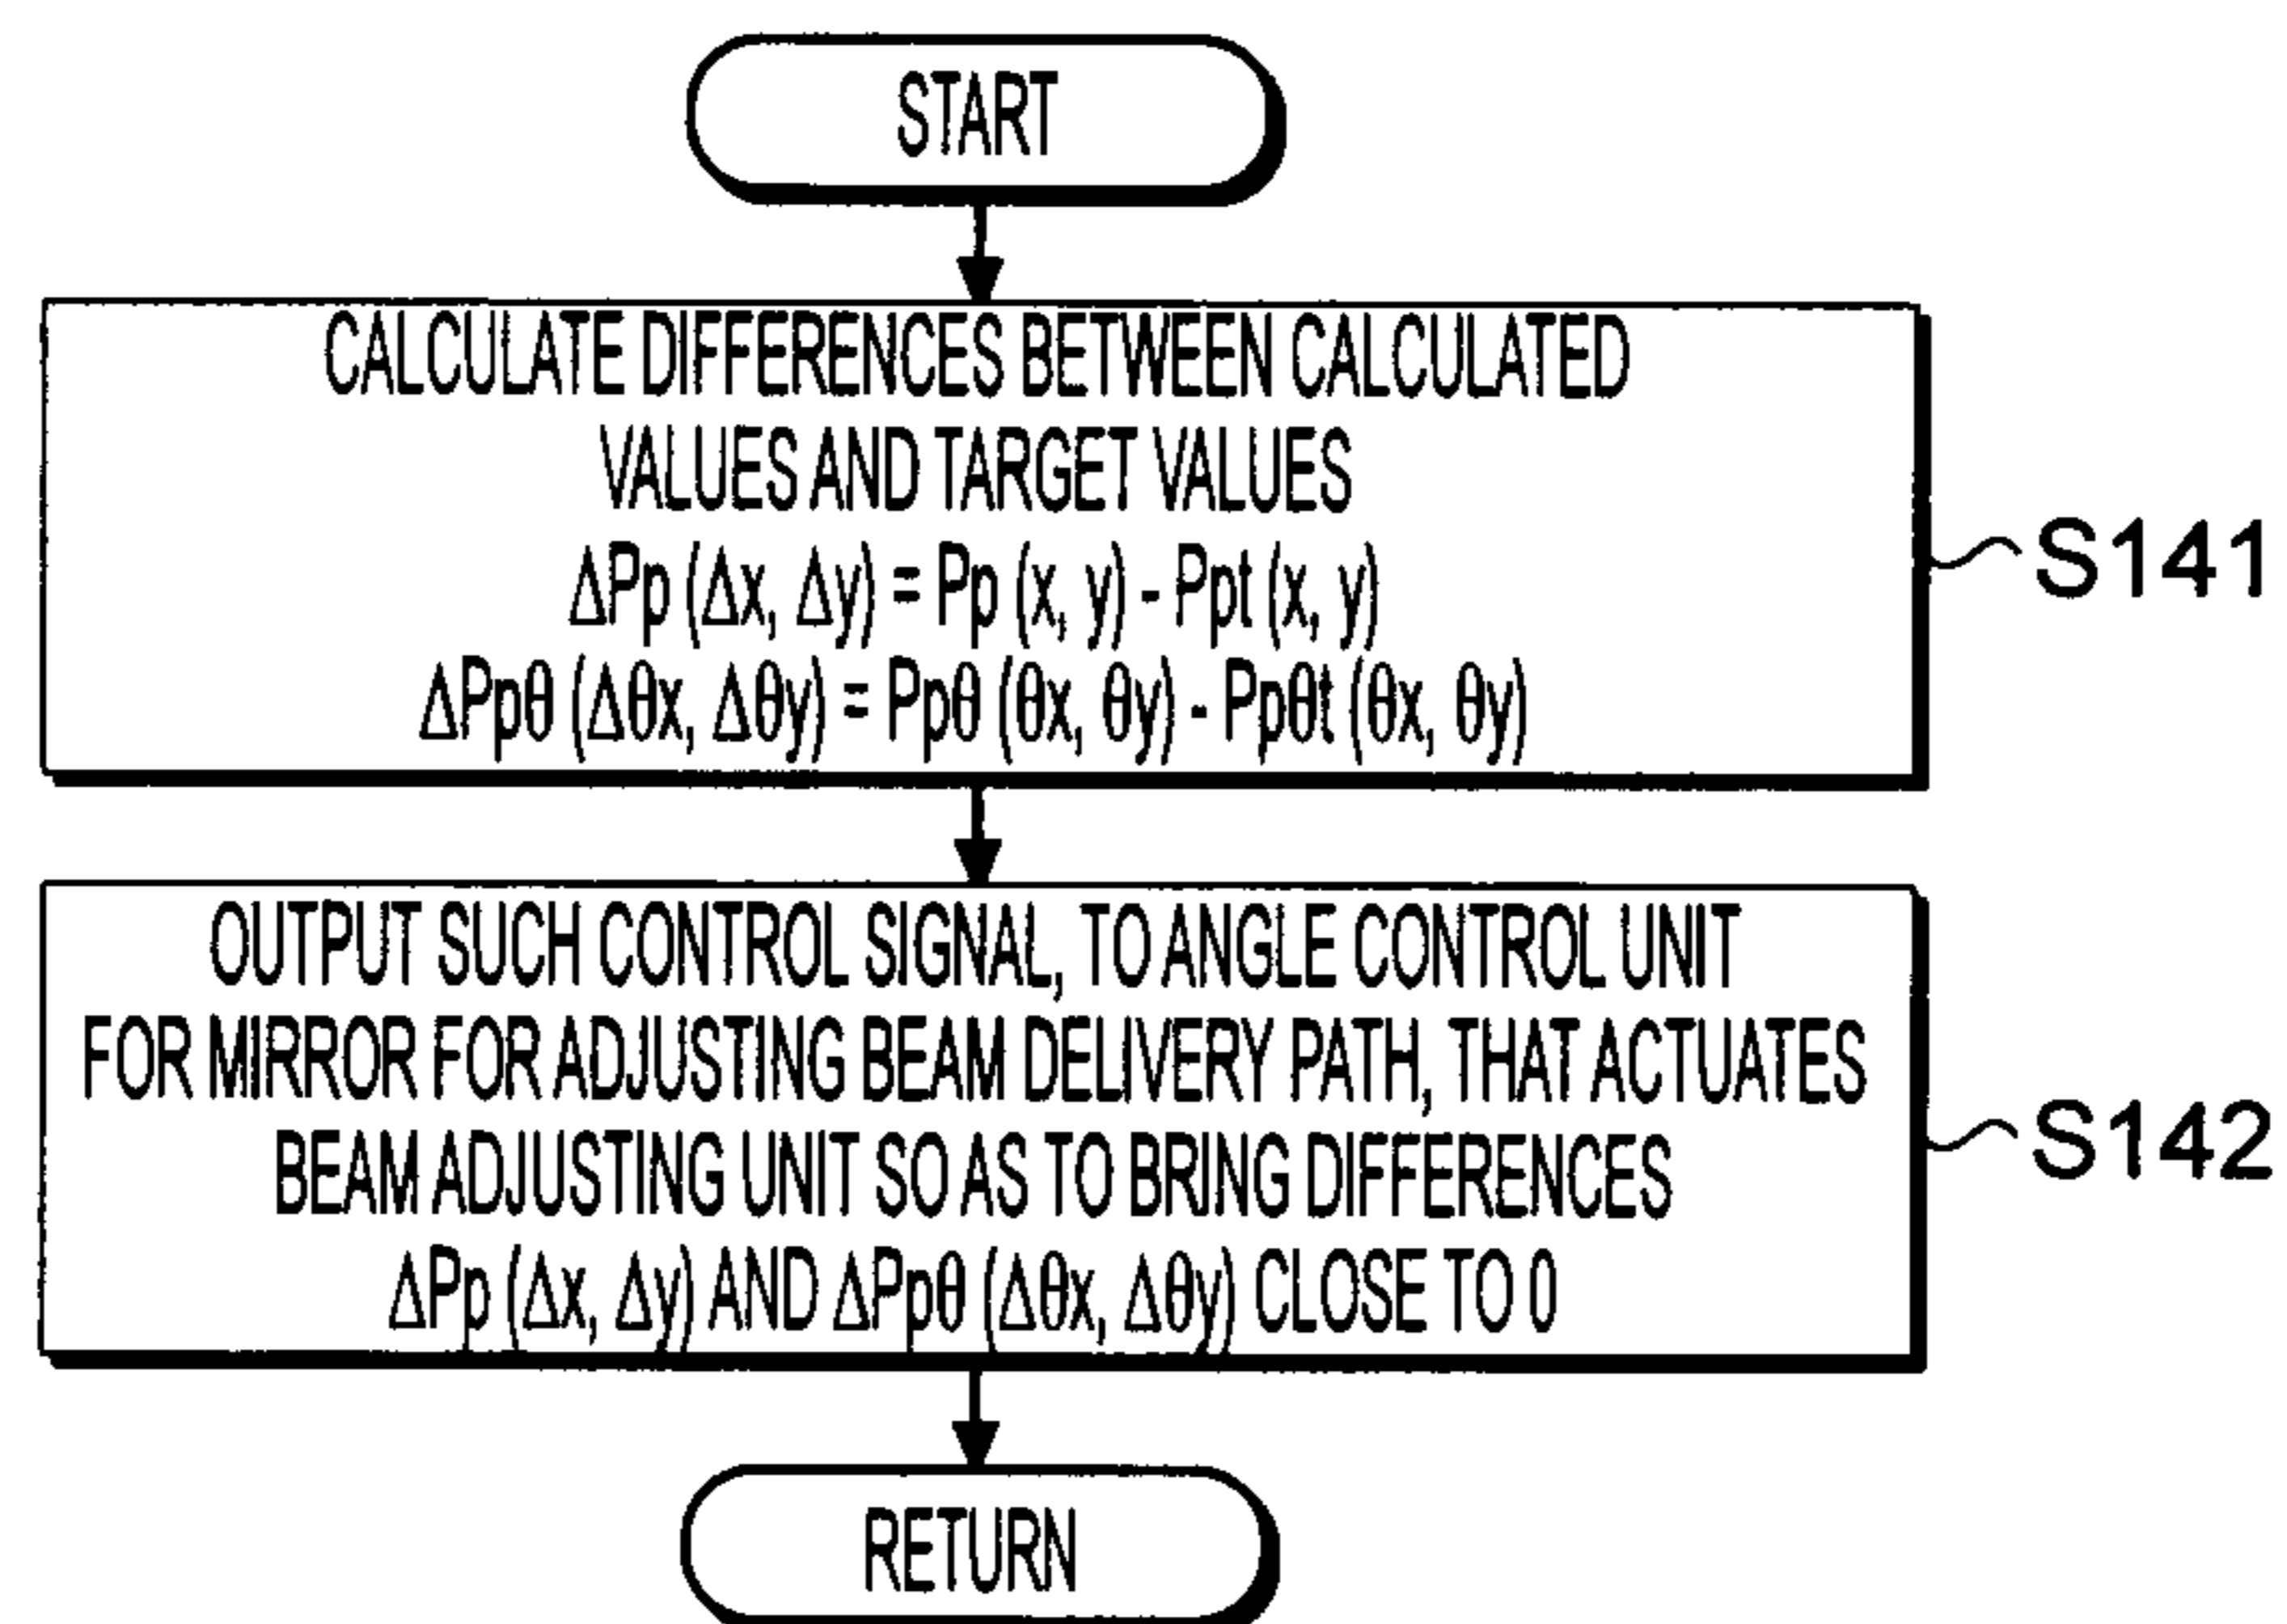 START
CALCULATE DIFFERENCES BETWEEN CALCULATED
VALUES AND TARGET VALUES
ΔPp (Δx, Δy) = Pp (x, y) - Ppt (x, y)
ΔPpθ (Δθx, Δθy) = Ppθ (θx, θy) - Ppθt (θx, θy)
S141
OUTPUT SUCH CONTROL SIGNAL, TO ANGLE CONTROL UNIT
FOR MIRROR FOR ADJUSTING BEAM DELIVERY PATH, THAT ACTUATES
BEAM ADJUSTING UNIT SO AS TO BRING DIFFERENCES
ΔPp (Δx, Δy) AND ΔPpθ (Δθx, Δθy) CLOSE TO 0
S142
RETURN